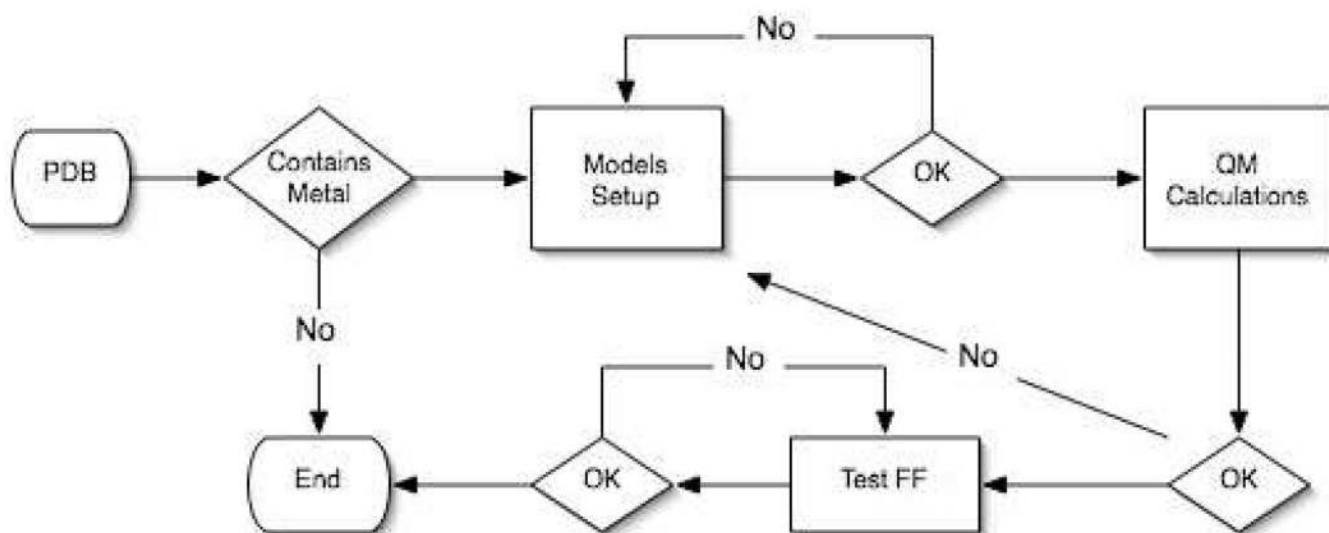 No
PDB
Contains
Metal
Models
Setup
OK
QM
Calculations
No
No
No
End
OK
Test FF
OK